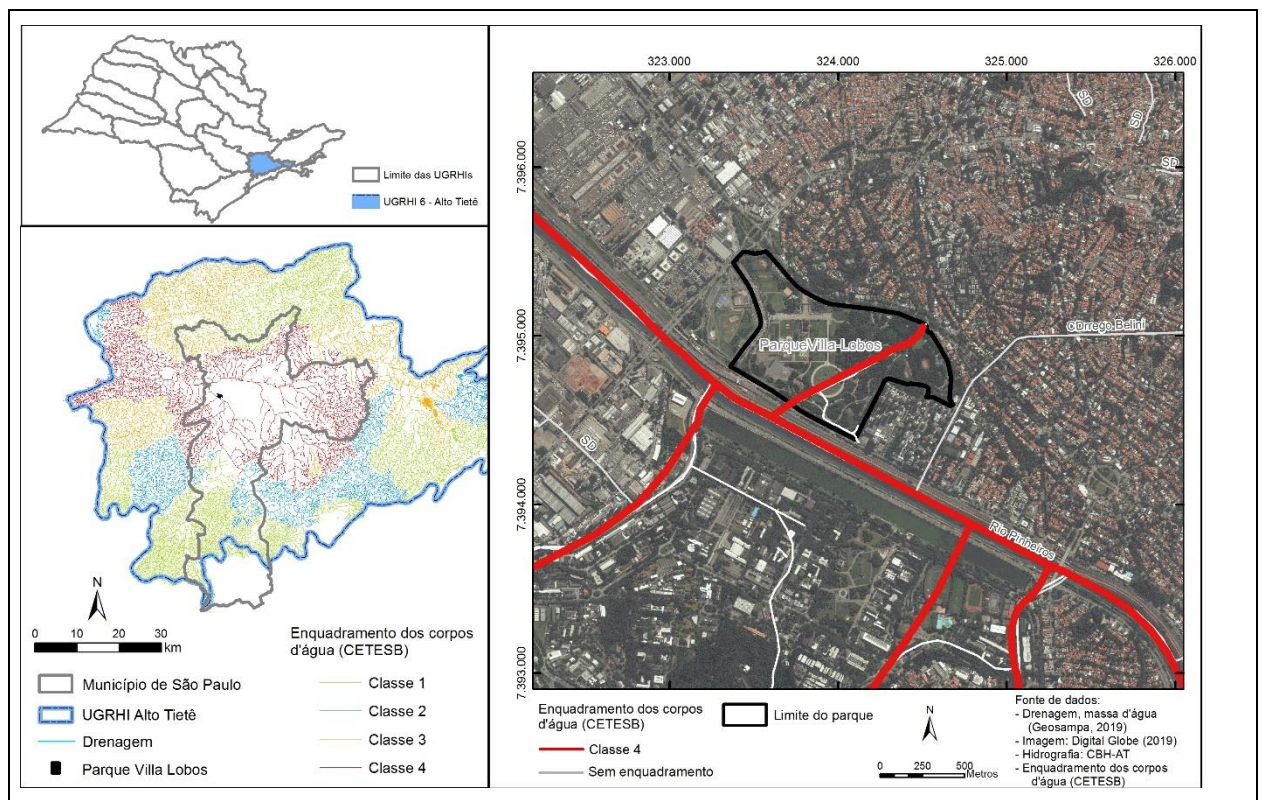 Limite das UGRHIs
UGRHI 6 - Alto Tietê
N
0 10 20 30
km
Município de São Paulo
UGRHI Alto Tietê
Drenagem
Parque Villa Lobos
Enquadramento dos corpos
d'água (CETESB)
Classe 1
Classe 2
Classe 3
Classe 4
323.000 324.000 325.000 326.000
7.396.000
7.395.000
7.394.000
7.393.000
SD
SD
SD
CDrrego.Belini
ParqueVilla-Lobos
SD
Rio Pinheiros
Enquadramento dos corpos
d'água (CETESB)
Classe 4
Sem enquadramento
Limite do parque
N
0 250 500
Metros
Fonte de dados:
- Drenagem, massa d'água
(Geosampa, 2019)
- Imagem: Digital Globe (2019)
- Hidrografia: CBH-AT
- Enquadramento dos corpos
d'água (CETESB)